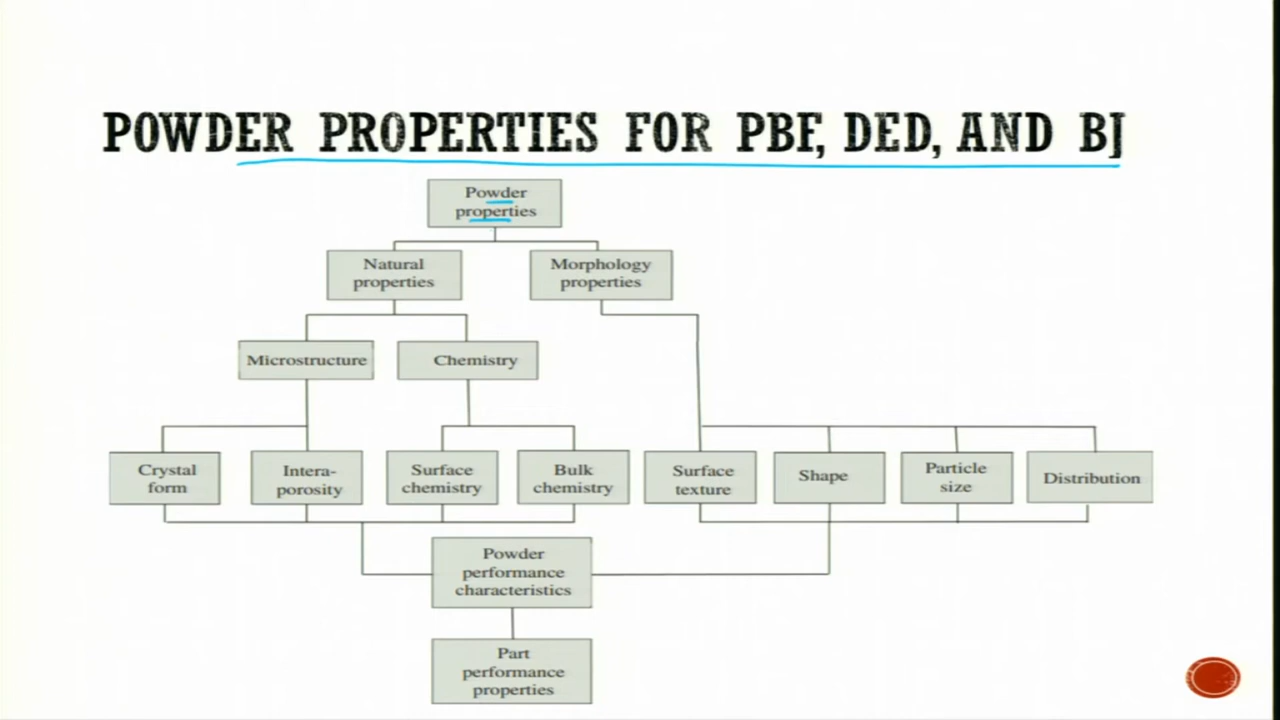 POWDER PROPERTIES FOR PBF, DED, AND BJ
Powder
properties
Natural
properties
Morphology
properties
Microstructure
Chemistry
Crystal
form
Intera-
porosity
Surface
chemistry
Bulk
chemistry
Surface
texture
Shape
Particle
size
Distribution
Powder
performance
characteristics
Part
performance
properties